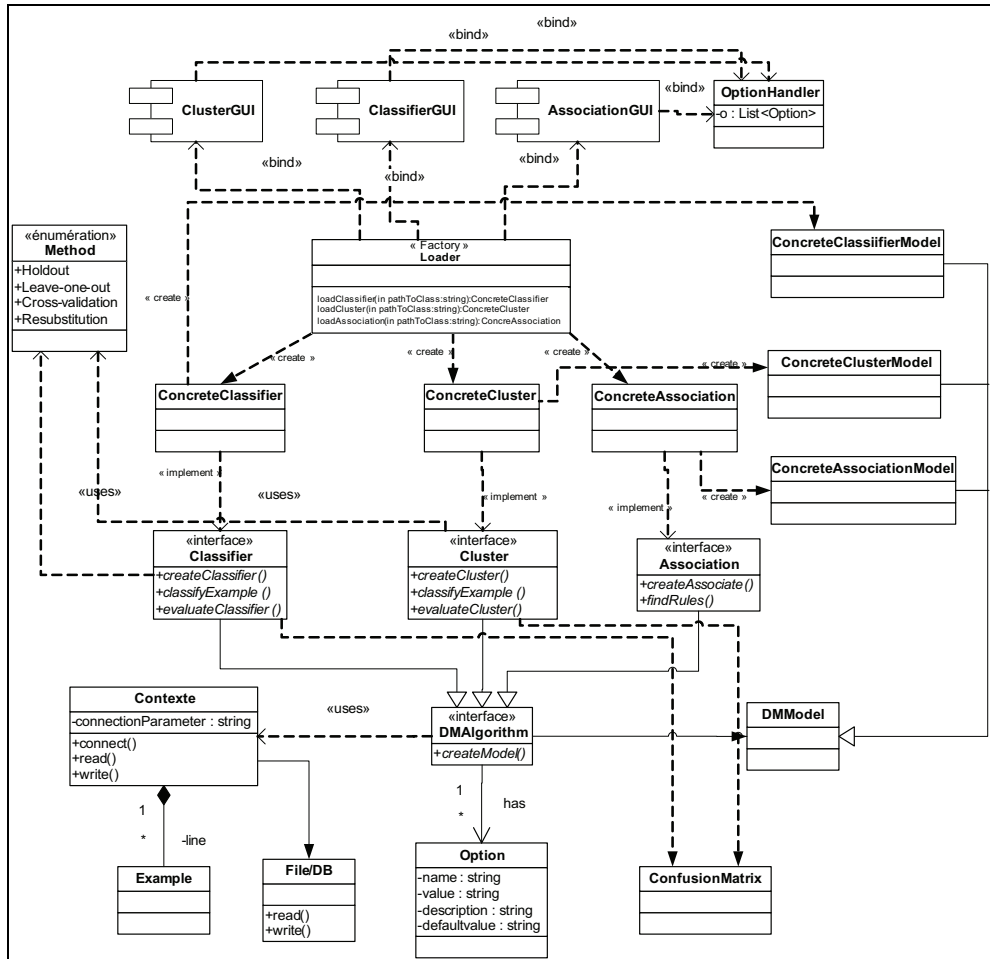 «bind»
«bind»
«bind»
ClusterGUI
ClassifierGUI
AssociationGUI
«bind»
OptionHandler
-o : List<Option>
«bind»
«bind»
«bind»
«énumération»
Method
+Holdout
+Leave-one-out
+Cross-validation
+Resubstitution
« create »
« Factory »
Loader
loadClassifier(in pathToClass:string):ConcreteClassifier
loadCluster(in pathToClass:string):ConcreteCluster
loadAssociation(in pathToClass:string):ConcreAssociation
ConcreteClassiifierModel
« create »
« create »
« create »
ConcreteClassifier
ConcreteCluster
ConcreteAssociation
« create »
ConcreteClusterModel
ConcreteAssociationModel
« create »
« implement »
« implement »
« implement »
«uses»
«uses»
«interface»
Classifier
+createClassifier()
+classifyExample ()
+evaluateClassifier ()
«interface»
Cluster
+createCluster()
+classifyExample ()
+evaluateCluster()
«interface»
Association
+createAssociate()
+findRules()
Contexte
-connectionParameter : string
+connect()
+read()
+write()
«uses»
«interface»
DMAlgorithm
+createModel()
DMModel
1
*
-line
1
*
has
Example
File/DB
+read()
+write()
Option
-name : string
-value : string
-description : string
-defaultvalue : string
ConfusionMatrix